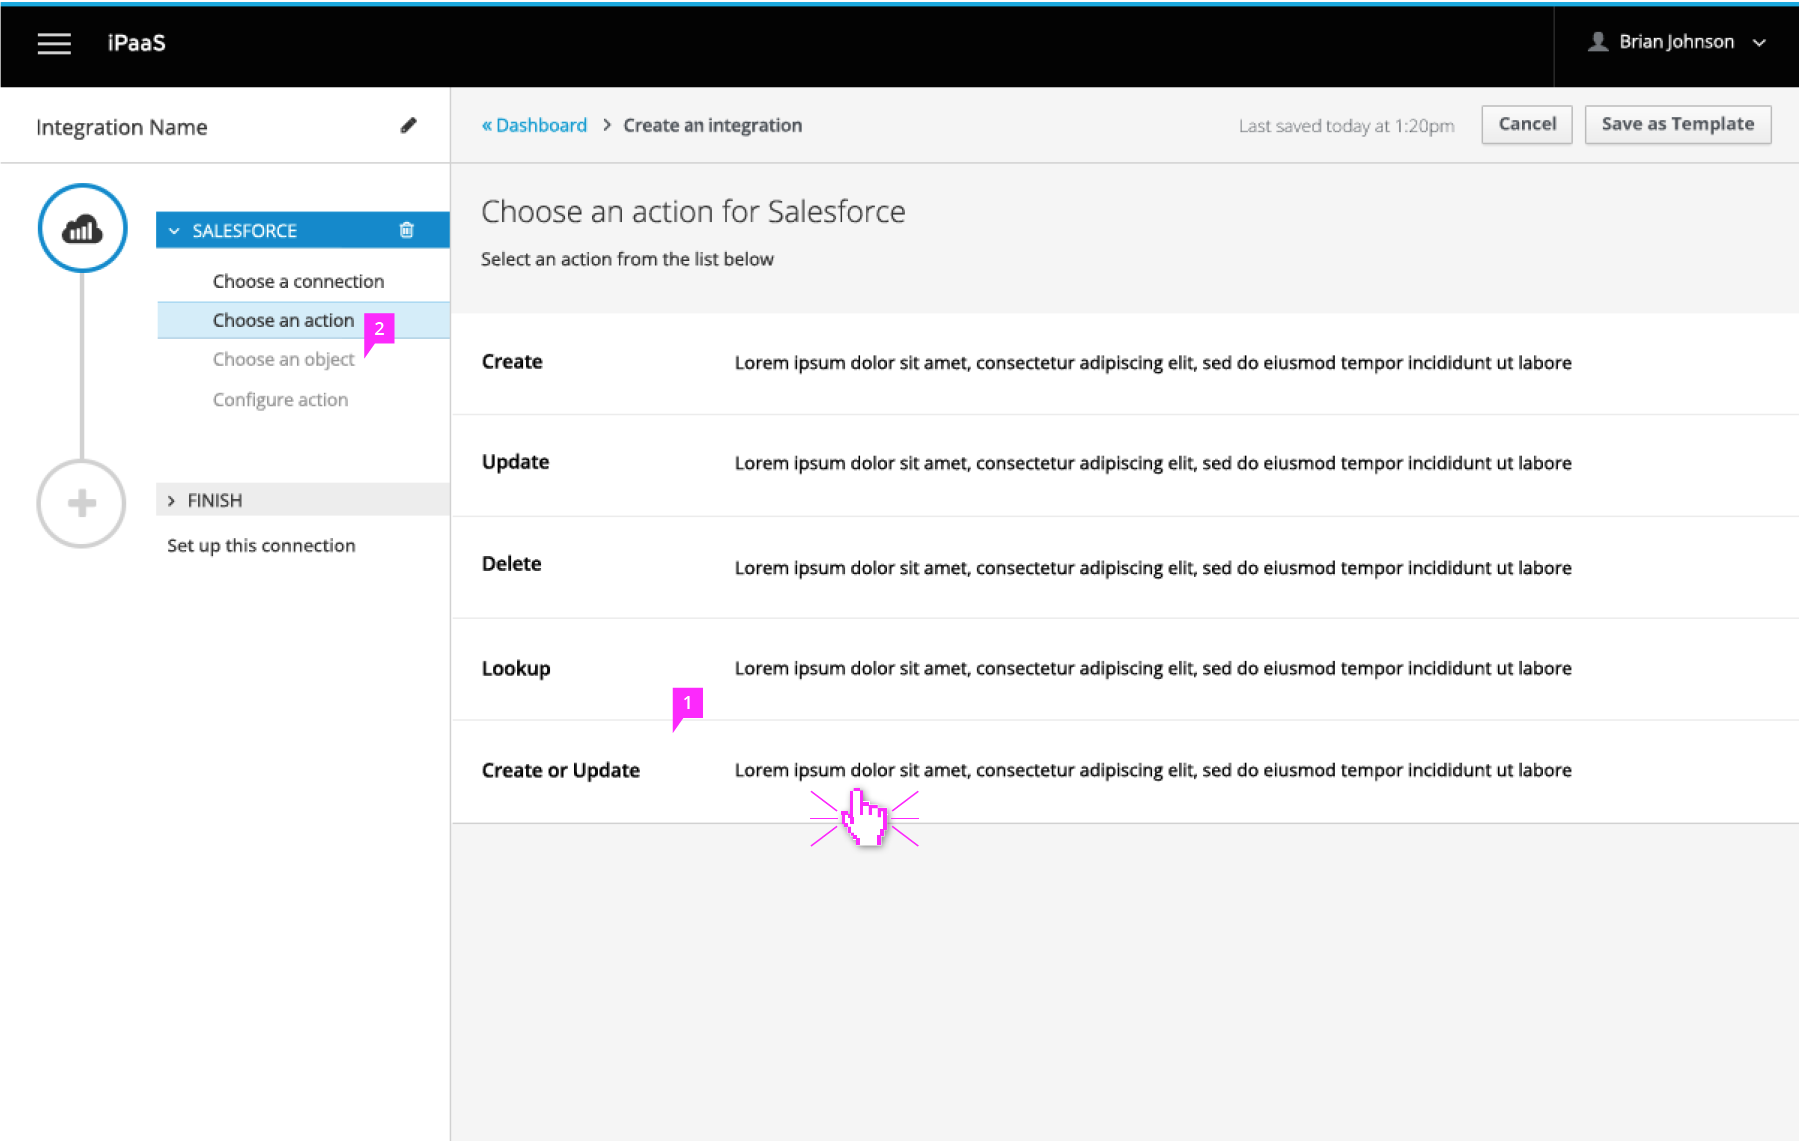 iPaaS
Brian Johnson
Integration Name
« Dashboard > Create an integration
Last saved today at 1:20pm
Cancel
Save as Template
SALESFORCE
Choose a connection
Choose an action
2
Choose an object
Configure action
> FINISH
Set up this connection
Choose an action for Salesforce
Select an action from the list below
Create
Lorem ipsum dolor sit amet, consectetur adipiscing elit, sed do eiusmod tempor incididunt ut labore
Update
Lorem ipsum dolor sit amet, consectetur adipiscing elit, sed do eiusmod tempor incididunt ut labore
Delete
Lorem ipsum dolor sit amet, consectetur adipiscing elit, sed do eiusmod tempor incididunt ut labore
Lookup
Lorem ipsum dolor sit amet, consectetur adipiscing elit, sed do eiusmod tempor incididunt ut labore
1
Create or Update
Lorem ipsum dolor sit amet, consectetur adipiscing elit, sed do eiusmod tempor incididunt ut labore